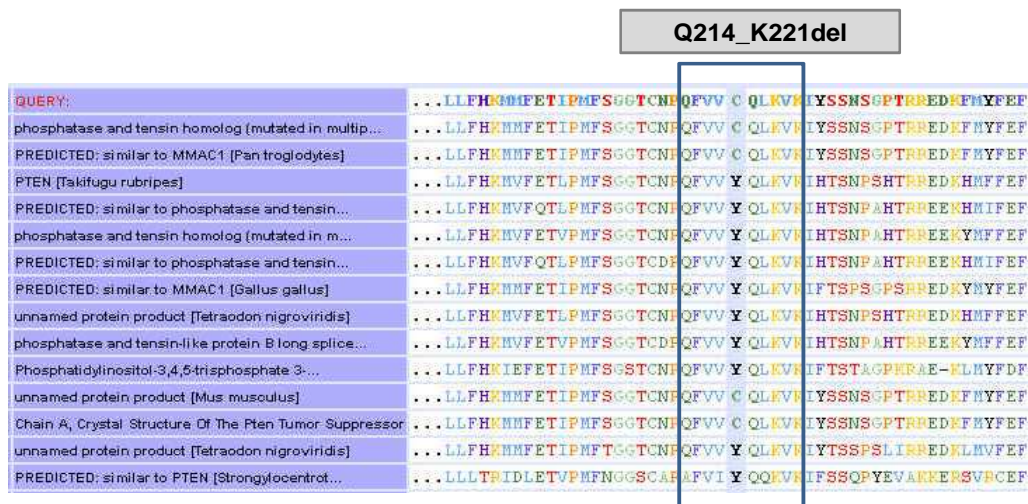 Q214_K221del
QUERY: ...LLFHKMMFETIPMFSGGTCNPQFVV C QLKVKIYSSNSGPTRREDKFMYFEF
phosphatase and tensin homolog (mutated in multip... ...LLFHKMMFETIPMFSGGTCNPQFVV C QLKVKIYSSNSGPTRREDKFMYFEF
PREDICTED: similar to MMAC1 [Pan troglodytes] ...LLFHKMMFETIPMFSGGTCNPQFVV C QLKVKIYSSNSGPTRREDKFMYFEF
PTEN [Takifugu rubripes] ...LLFHKMVFETLPMFSGGTCNPQFVV Y QLKVKIHTSNPSHTRREDKHMFFEF
PREDICTED: similar to phosphatase and tensin... ...LLFHKMVFQTLPMFSGGTCNPQFVV Y QLKVKIHTSNPAHTRREEKHMIFEF
phosphatase and tensin homolog (mutated in m... ...LLFHKMVFETVPMFSGGTCNPQFVV Y QLKVKIHTSNPAHTRREEKYMFFEF
PREDICTED: similar to phosphatase and tensin... ...LLFHKMVFQTLPMFSGGTCDPQFVV Y QLKVKIHTSNPAHTRREEKHMIFEF
PREDICTED: similar to MMAC1 [Gallus gallus] ...LLFHKMMFETIPMFSGGTCNPQFVV Y QLKVKIFTSPSGPSRREDKYMYFEF
unnamed protein product [Tetraodon nigroviridis] ...LLFHKMVFETLPMFSGGTCNPQFVV Y QLKVKIHTSNPSHTRREDKHMFFEF
phosphatase and tensin-like protein B long splice... ...LLFHKMVFETVPMFSGGTCNPQFVV Y QLKVKIHTSNPAHTRREEKYMFFEF
Phosphatidylinositol-3,4,5-trisphosphate 3-... ...LLFHKIEFETIPMFSGSTCNPQFVV Y QLKVKIFTSTAGPKRAE-KLMYFDF
unnamed protein product [Mus musculus] ...LLFHKMMFETIPMFSGGTCNPQFVV C QLKVKIYSSNSGPTRREDKFMYFEF
Chain A, Crystal Structure Of The Pten Tumor Suppressor ...LLFHKMMFETIPMFSGGTCNPQFVV C QLKVKIYSSNSGPTRREDKFMYFEF
unnamed protein product [Tetraodon nigroviridis] ...LLFHKMMFETIPMFTGGTCNPQFVV Y QLKVKIYTSSPSLIRREDKLMVFEF
PREDICTED: similar to PTEN [Strongylocentrot... ...LLLTRIDLETVPMFNGGSCAPAFVI Y QQKVKIFSSQPYEVAKKERSVRCEF